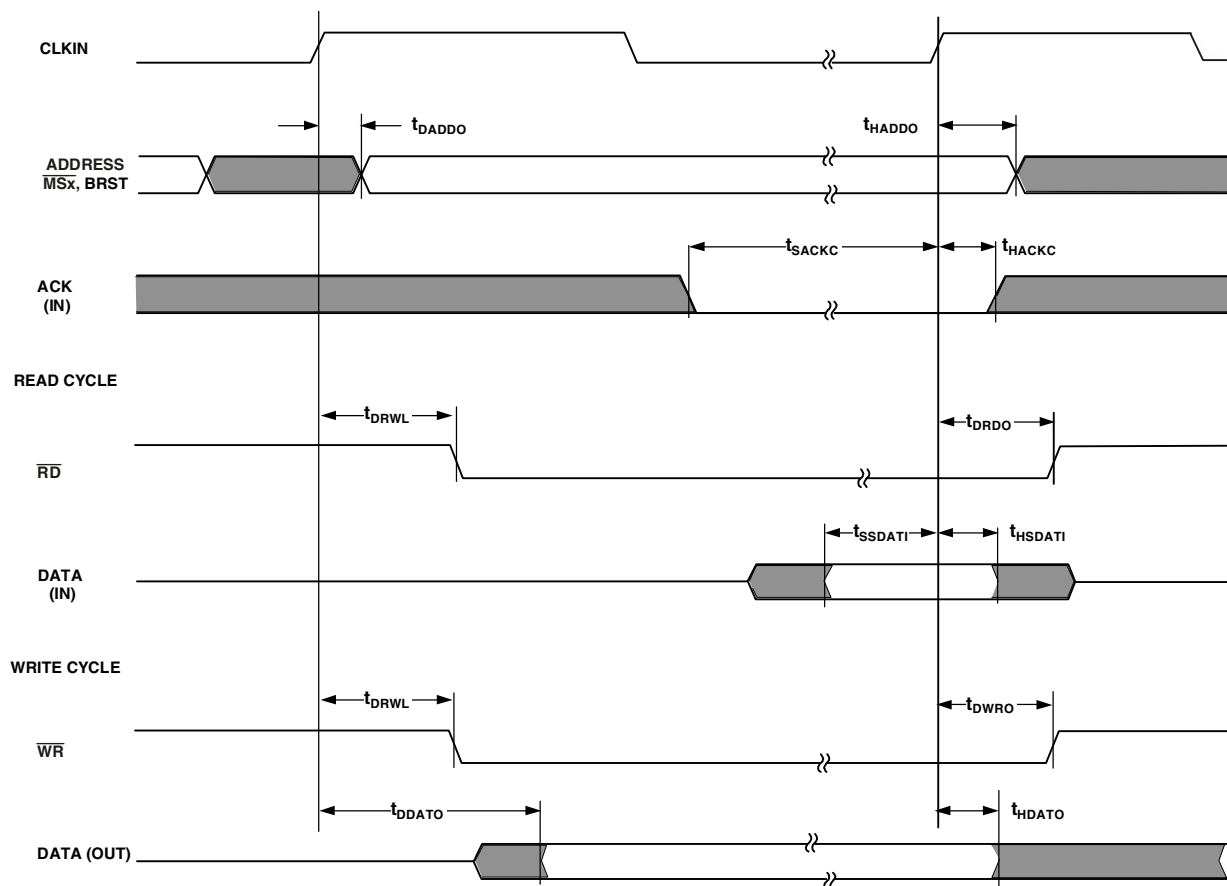 CLKIN
tDADDO
tHADDO
ADDRESS
MSx, BRST
tSACKC
tHACKC
ACK
(IN)
READ CYCLE
tDRWL
tDRDO
RD
tSSDATI
tHSDATI
DATA
(IN)
WRITE CYCLE
tDRWL
tDWRO
WR
tDDATO
tHDATO
DATA (OUT)